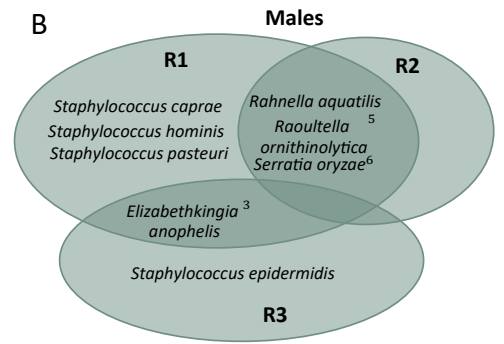 B
Males
R1
R2
Staphylococcus caprae
Staphylococcus hominis
Staphylococcus pasteuri
Rahnella aquatilis
Raoultella 5
ornithinolytica
Serratia oryzae6
Elizabethkingia 3
anophelis
Staphylococcus epidermidis
R3